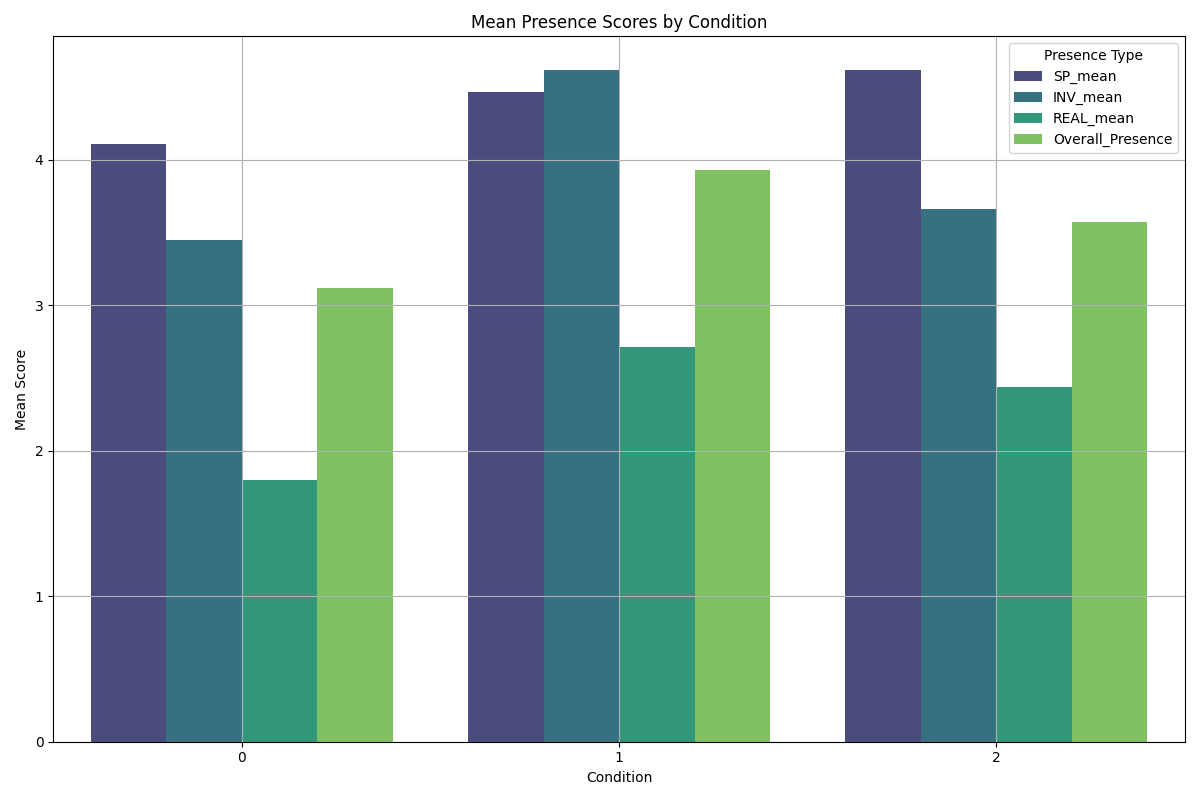 Mean Presence Scores by Condition
Presence Type
SP_mean
INV_mean
REAL_mean
Overall_Presence
Mean Score
4
3
2
1
0
0 1 2
Condition